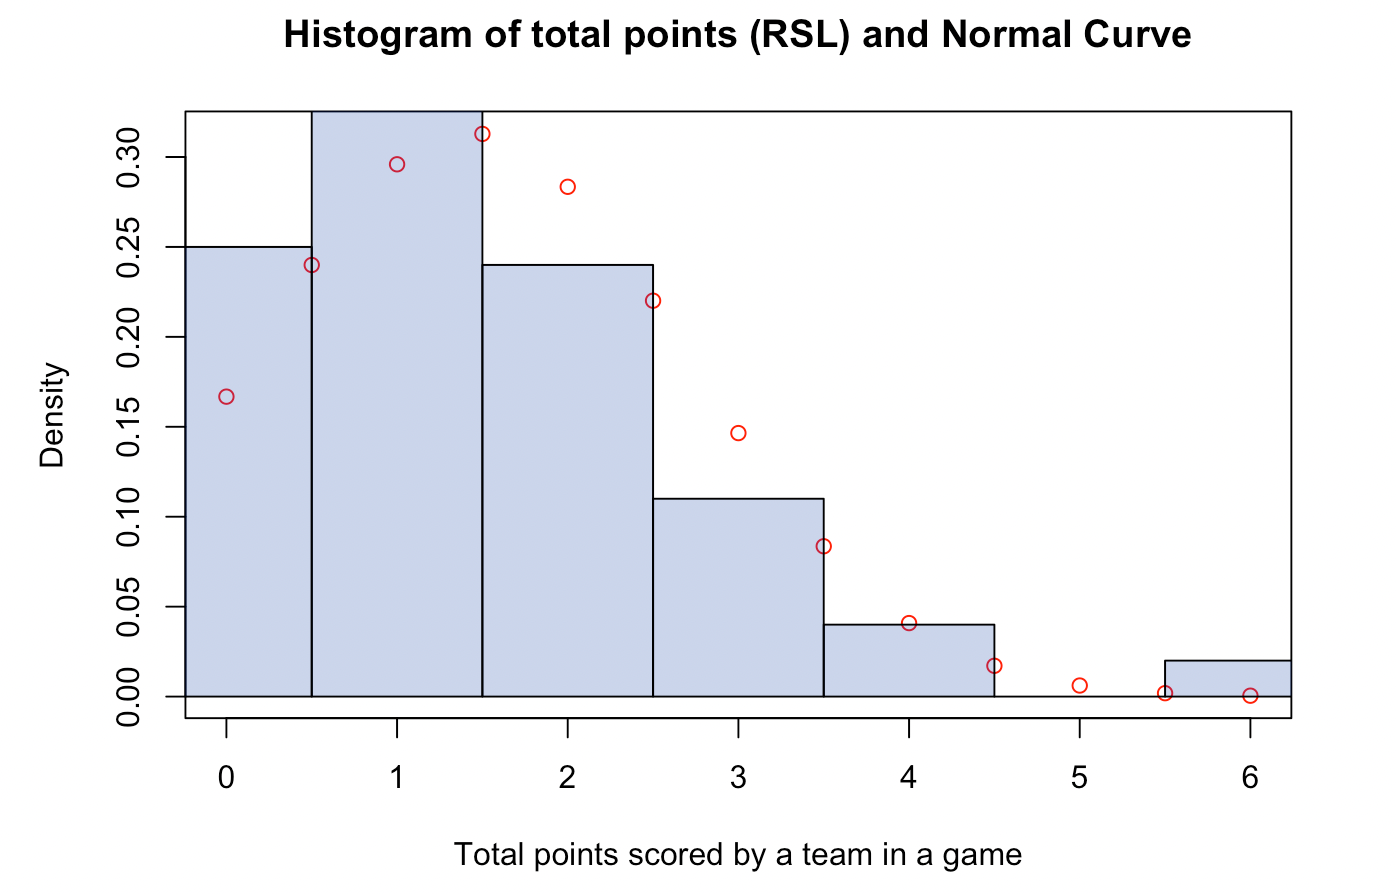 Histogram of total points (RSL) and Normal Curve
0.30
0.25
0.20
0.15
0.10
0.05
0.00
Density
0 1 2 3 4 5 6
Total points scored by a team in a game